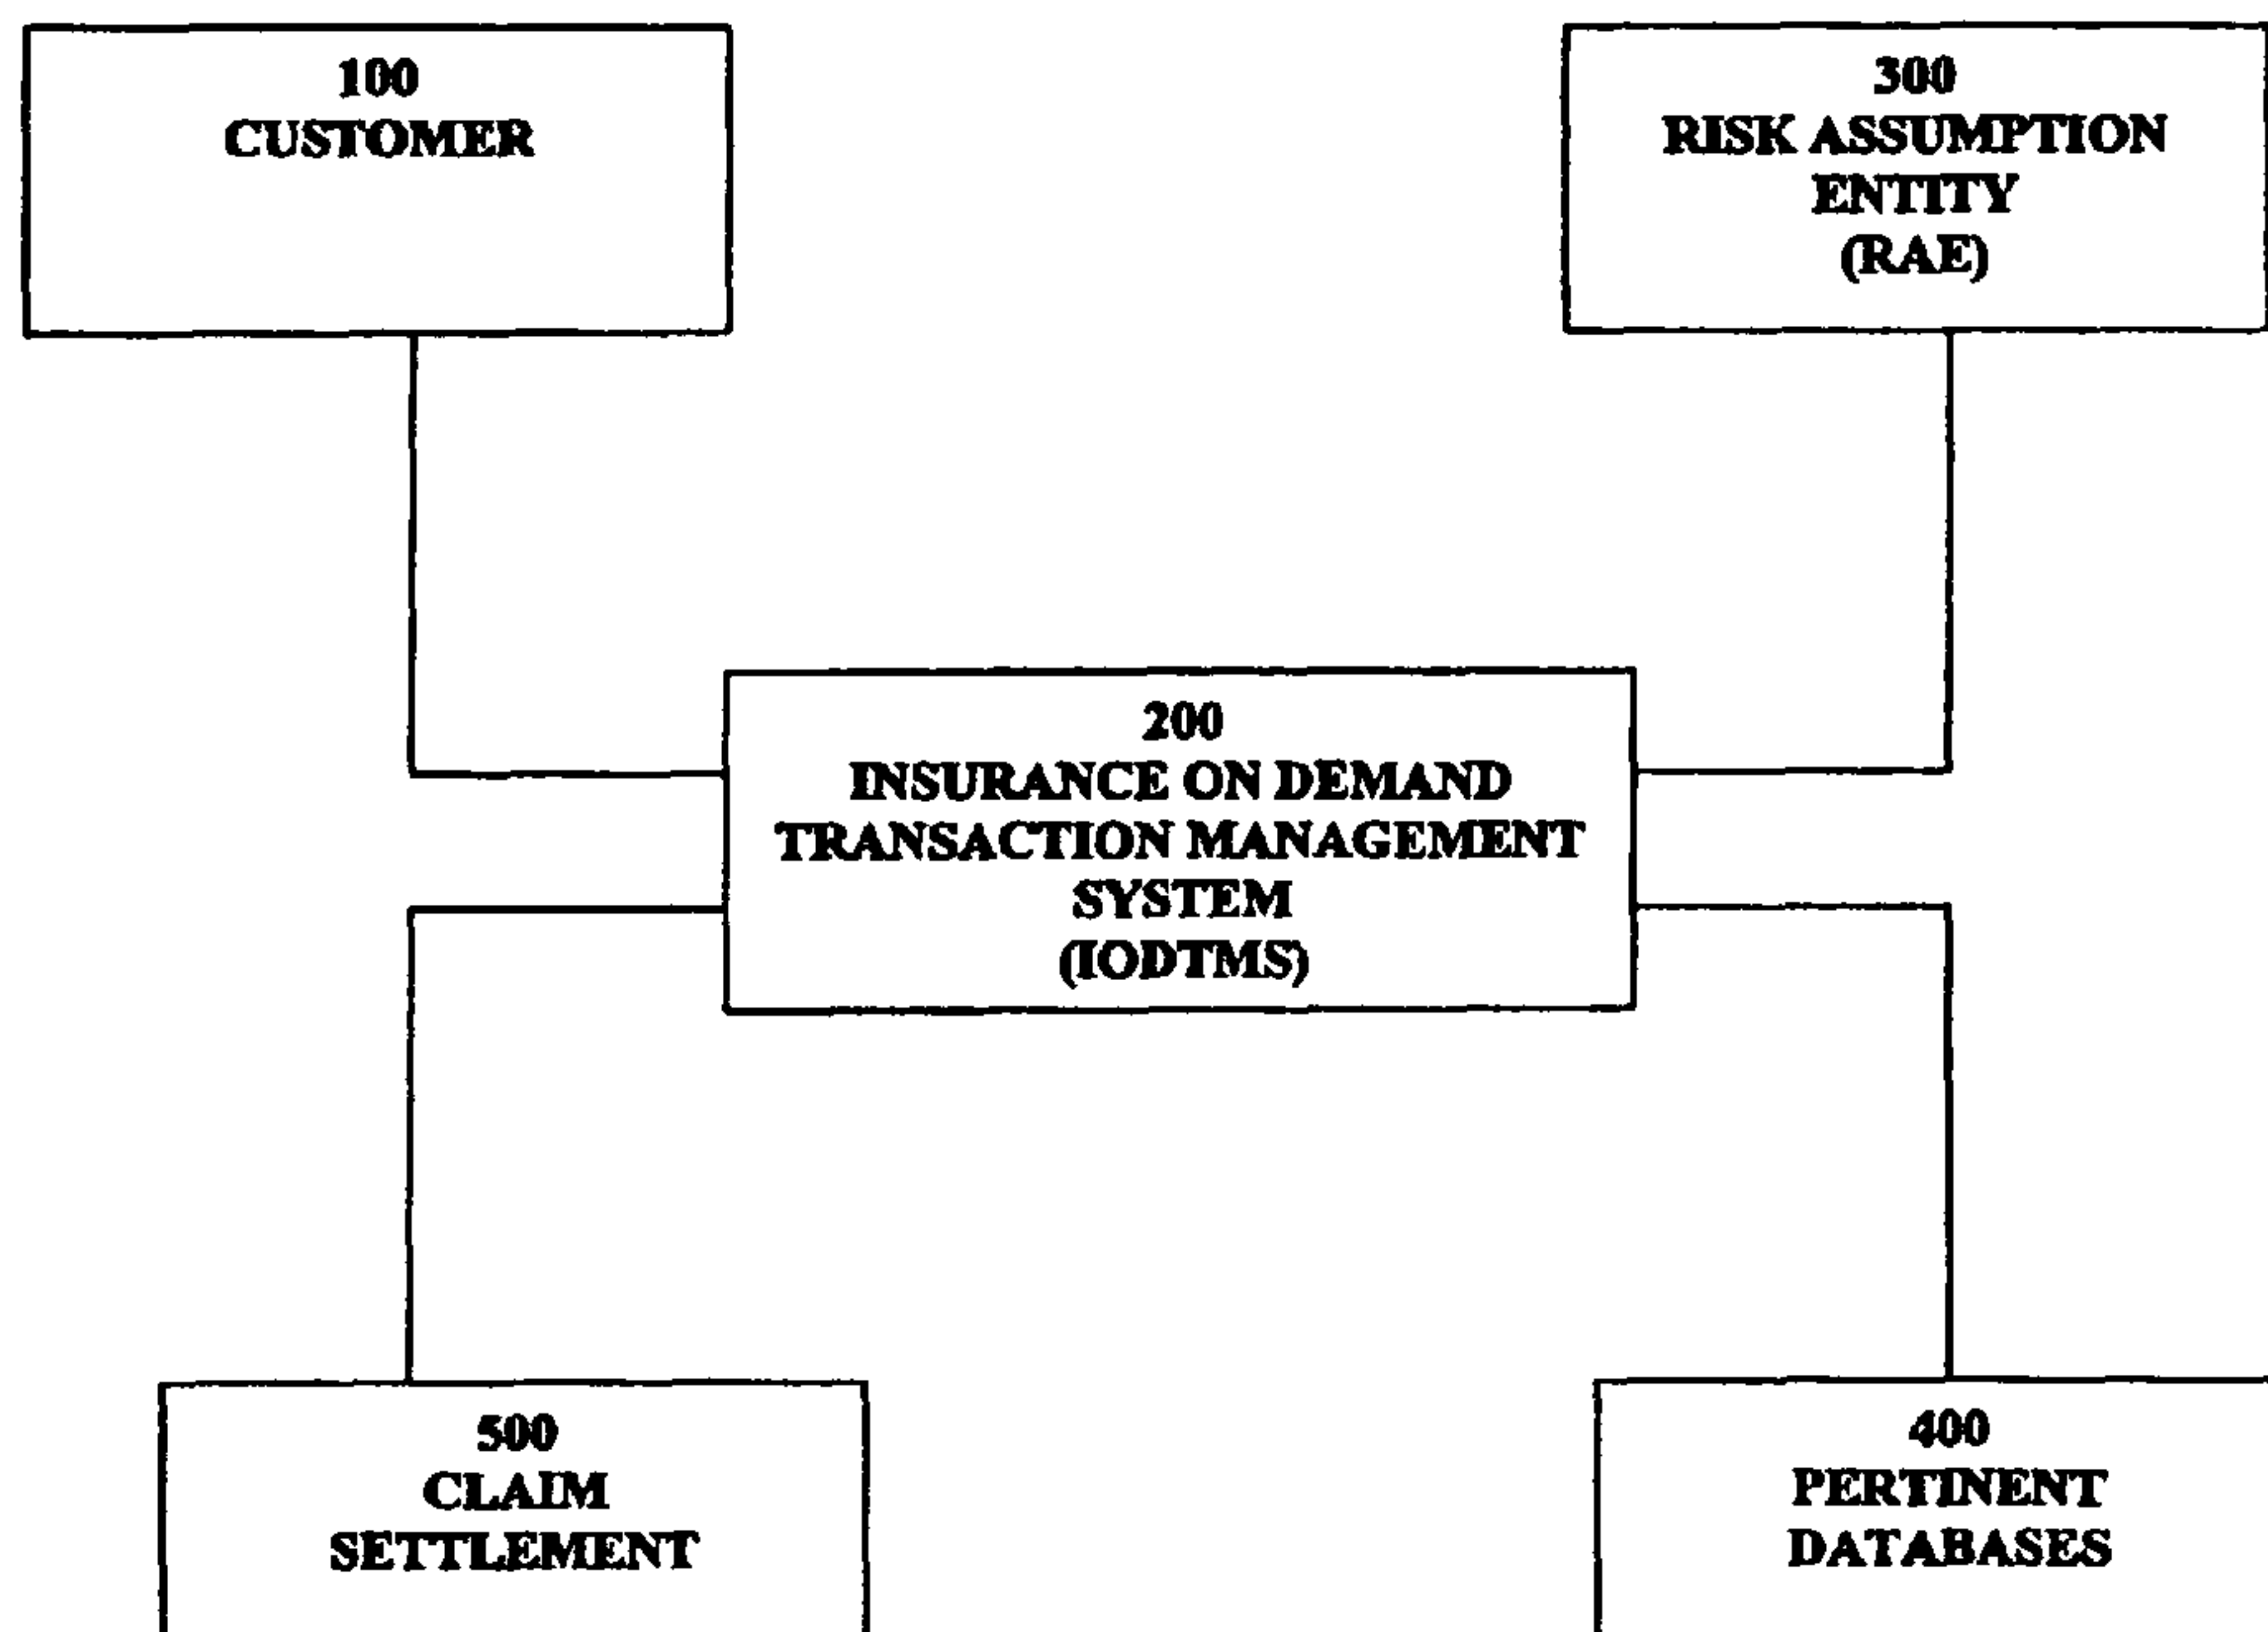 100
CUSTOMER
300
RISK ASSUMPTION
ENTITY
(RAE)
200
INSURANCE ON DEMAND
TRANSACTION MANAGEMENT
SYSTEM
(IODTMS)
500
CLAIM
SETTLEMENT
400
PERTINENT
DATABASES